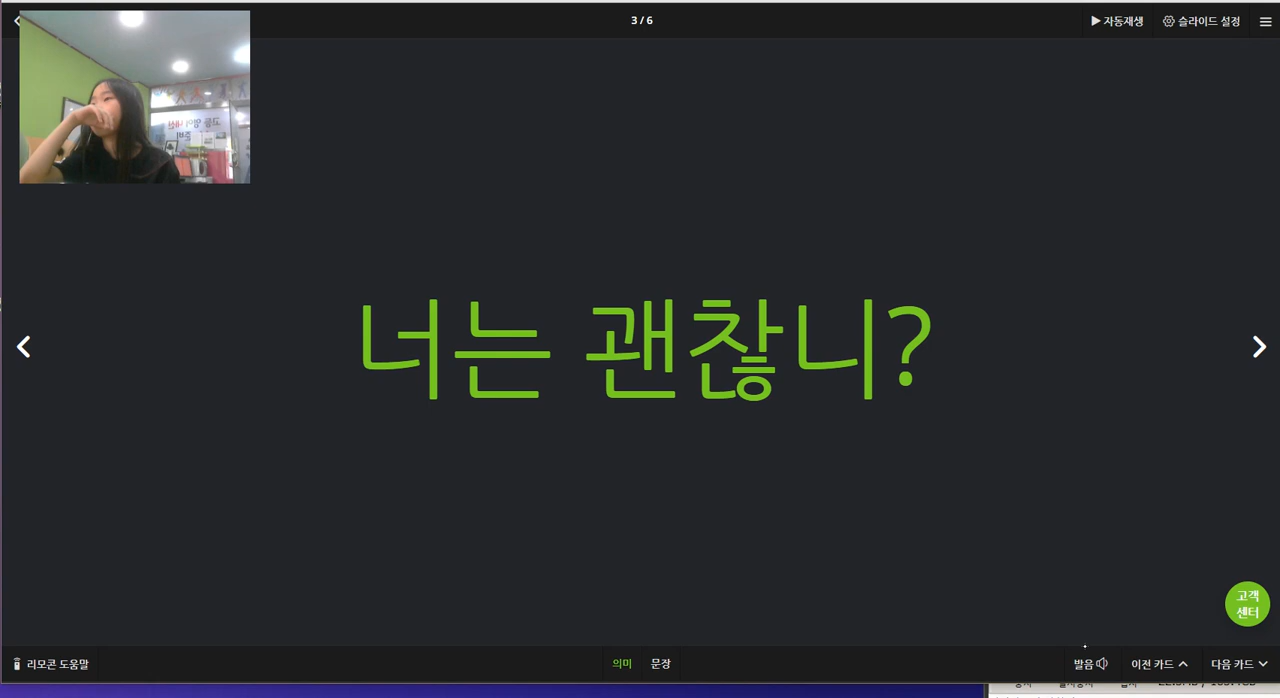 3 / 6
자동재생
슬라이드 설정
너는 괜찮니?
고객
센터
리모콘 도움말
의미
문장
발음
이전 카드
다음 카드